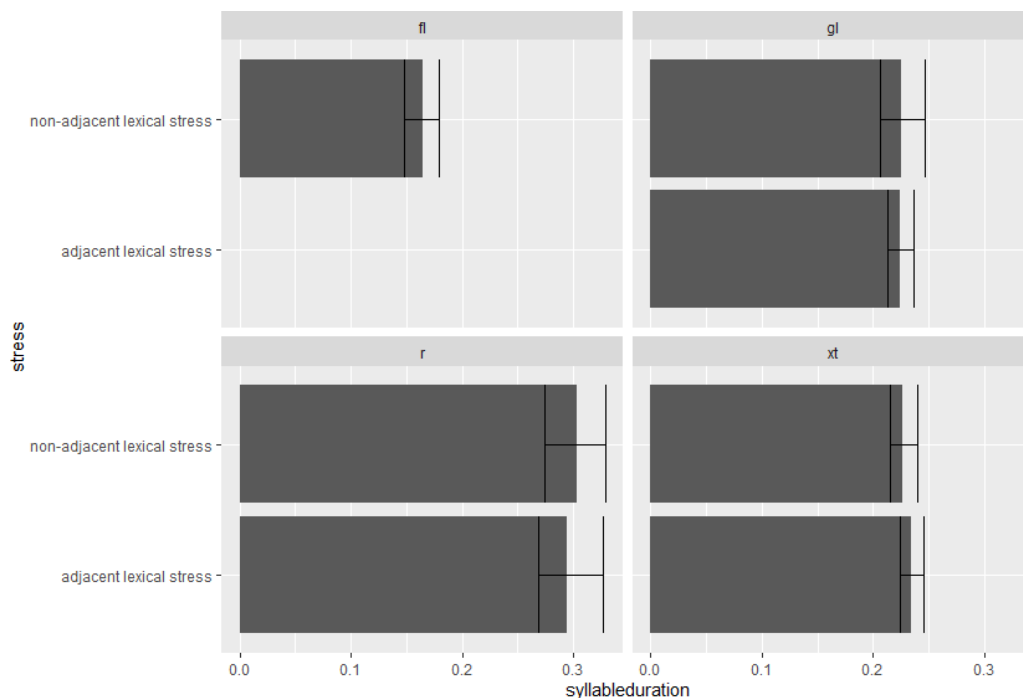 fl
gl
non-adjacent lexical stress
adjacent lexical stress
stress
r
xt
non-adjacent lexical stress
adjacent lexical stress
0.0 0.1 0.2 0.3
0.0 0.1 0.2 0.3
syllableduration